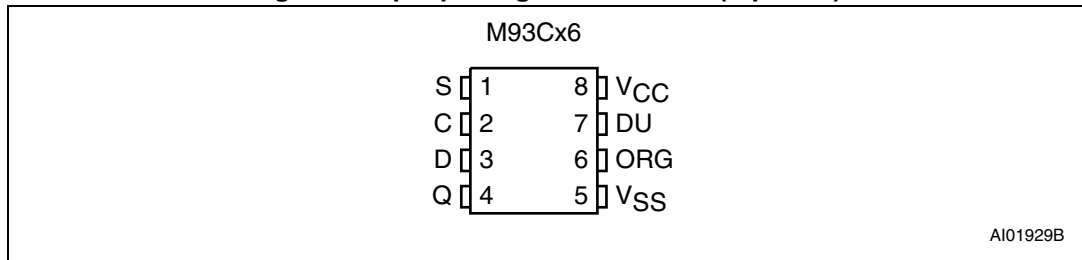 M93Cx6
S 1 8 VCC
C 2 7 DU
D 3 6 ORG
Q 4 5 VSS
AI01929B